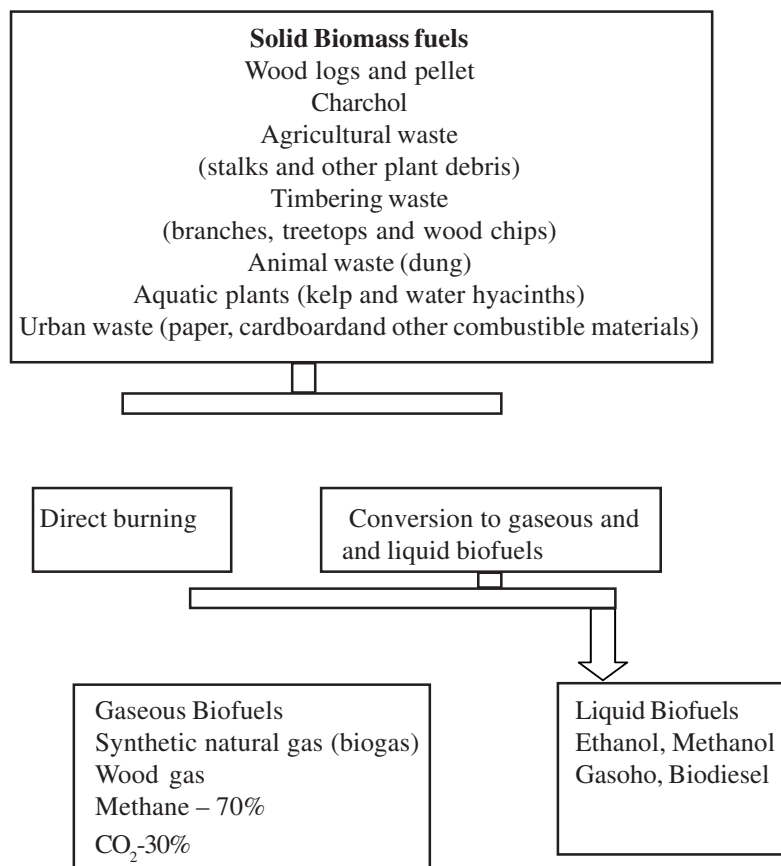 Solid Biomass fuels
Wood logs and pellet
Charchol
Agricultural waste
(stalks and other plant debris)
Timbering waste
(branches, treetops and wood chips)
Animal waste (dung)
Aquatic plants (kelp and water hyacinths)
Urban waste (paper, cardboardand other combustible materials)
Direct burning
Conversion to gaseous and
and liquid biofuels
Gaseous Biofuels
Synthetic natural gas (biogas)
Wood gas
Methane – 70%
CO₂-30%
Liquid Biofuels
Ethanol, Methanol
Gasoho, Biodiesel